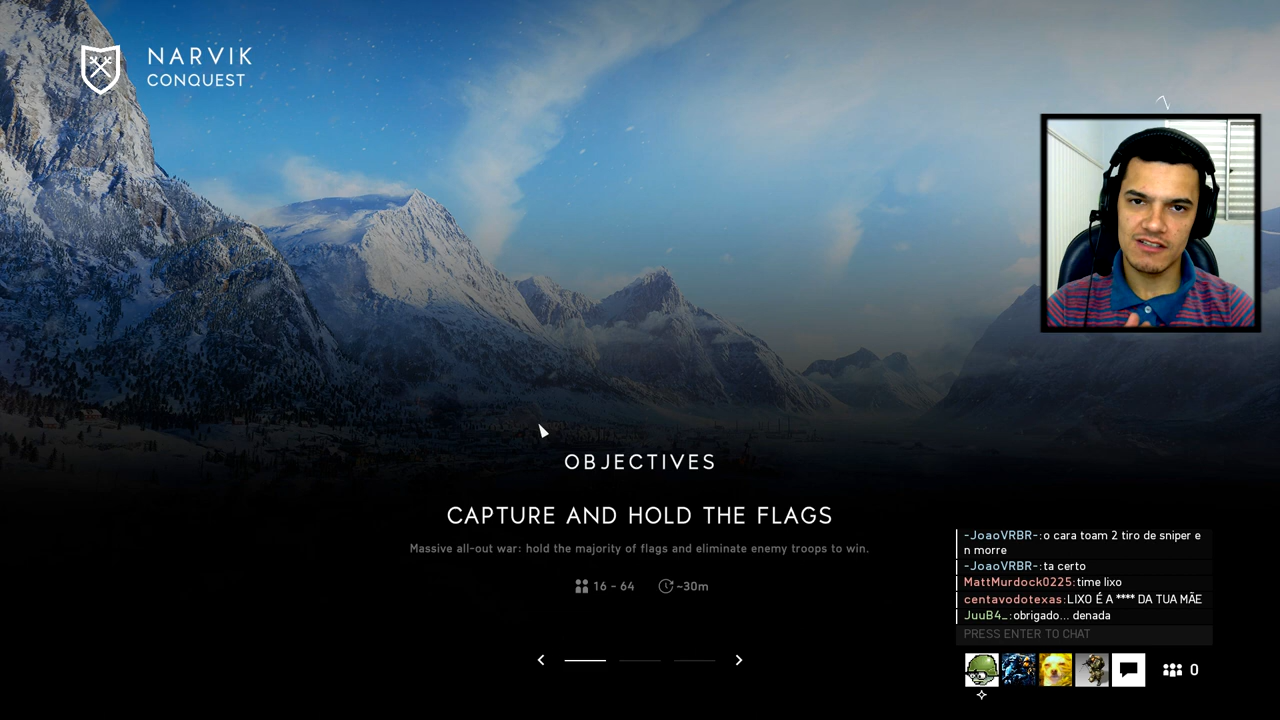 NARVIK
CONQUEST
OBJECTIVES
CAPTURE AND HOLD THE FLAGS
Massive all-out war: hold the majority of flags and eliminate enemy troops to win.
16 - 64 ~30m
-JoaoVRBR-:o cara toam 2 tiro de sniper e
n morre
-JoaoVRBR-:ta certo
MattMurdock0225:time lixo
centavodotexas:LIXO É A **** DA TUA MÃE
JuuB4_:obrigado... denada
PRESS ENTER TO CHAT
0